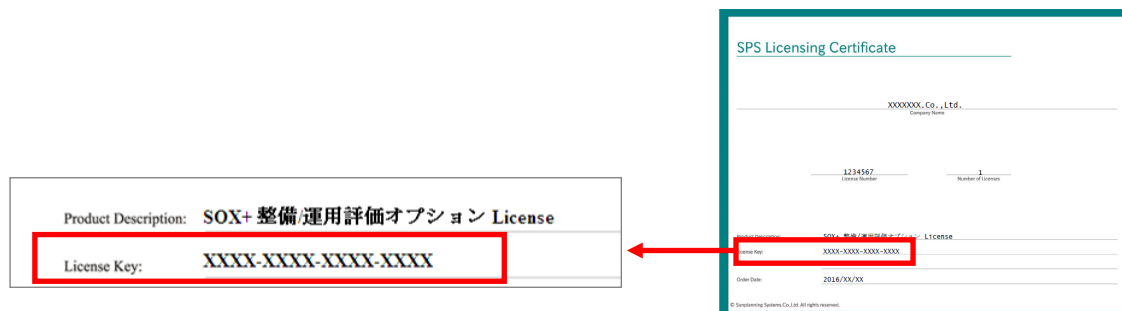 SPS Licensing Certificate
XXXXXXX.Co.,Ltd.
Company Name
1234567
License Number
1
Number of Licenses
Product Description: SOX+ 整備/運用評価オプション License
License Key: XXXX-XXXX-XXXX-XXXX
Order Date: 2016/XX/XX
© Sanplanning Systems.Co.,Ltd. All rights reserved.
Product Description: SOX+ 整備/運用評価オプション License
License Key: XXXX-XXXX-XXXX-XXXX